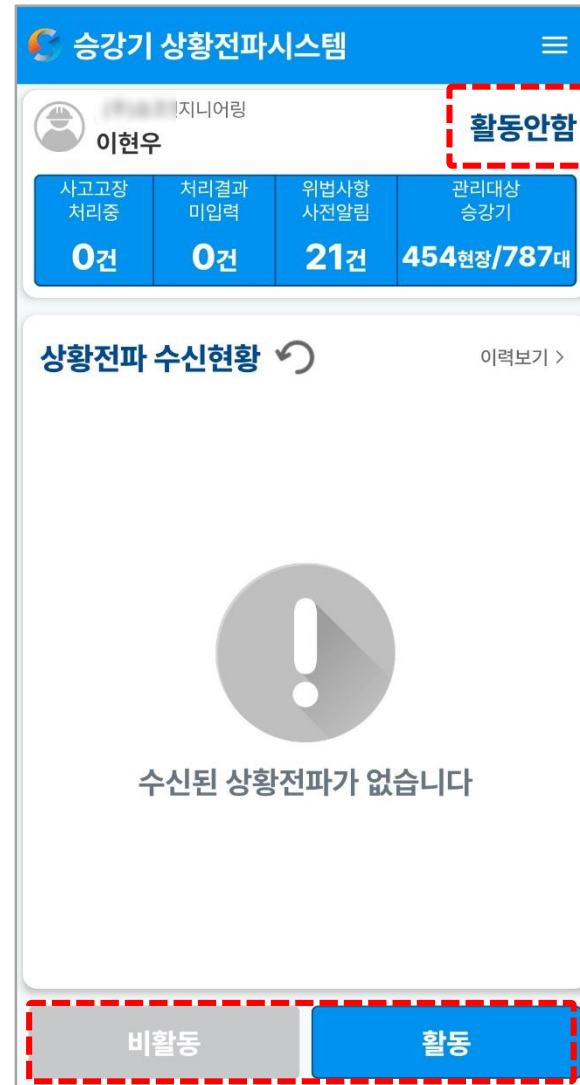 승강기 상황전파시스템
지니어링
이현우
활동안함
사고고장
처리중
0건
처리결과
미입력
0건
위법사항
사전알림
21건
관리대상
승강기
454현장/787대
상황전파 수신현황
이력보기 >
수신된 상황전파가 없습니다
비활동
활동